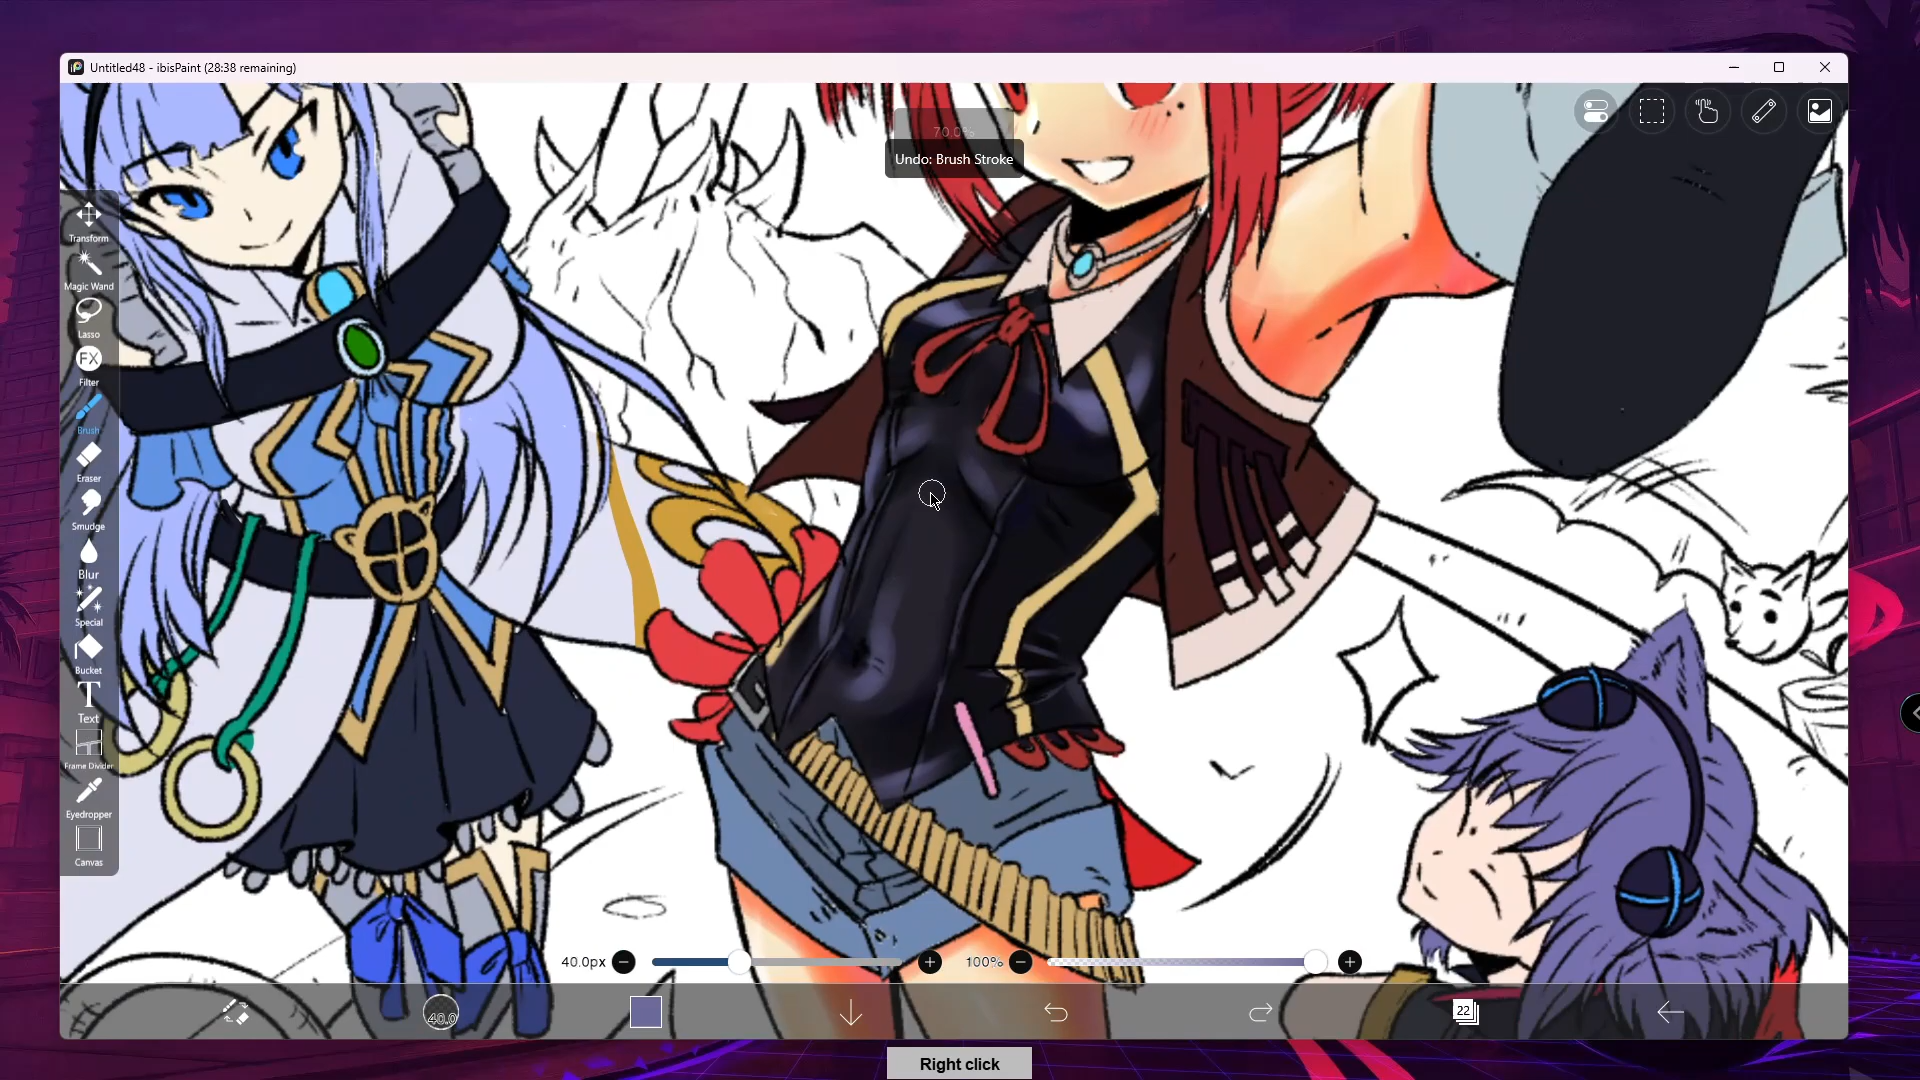 Untitled48 - ibisPaint (28:38 remaining)
70.0%
Undo: Brush Stroke
Transform
Magic Wand
Lasso
FX
Filter
Brush
Eraser
Smudge
Blur
Special
Bucket
T
Text
Frame Divider
Eyedropper
Canvas
40.0px
100%
40.0
22
Right click